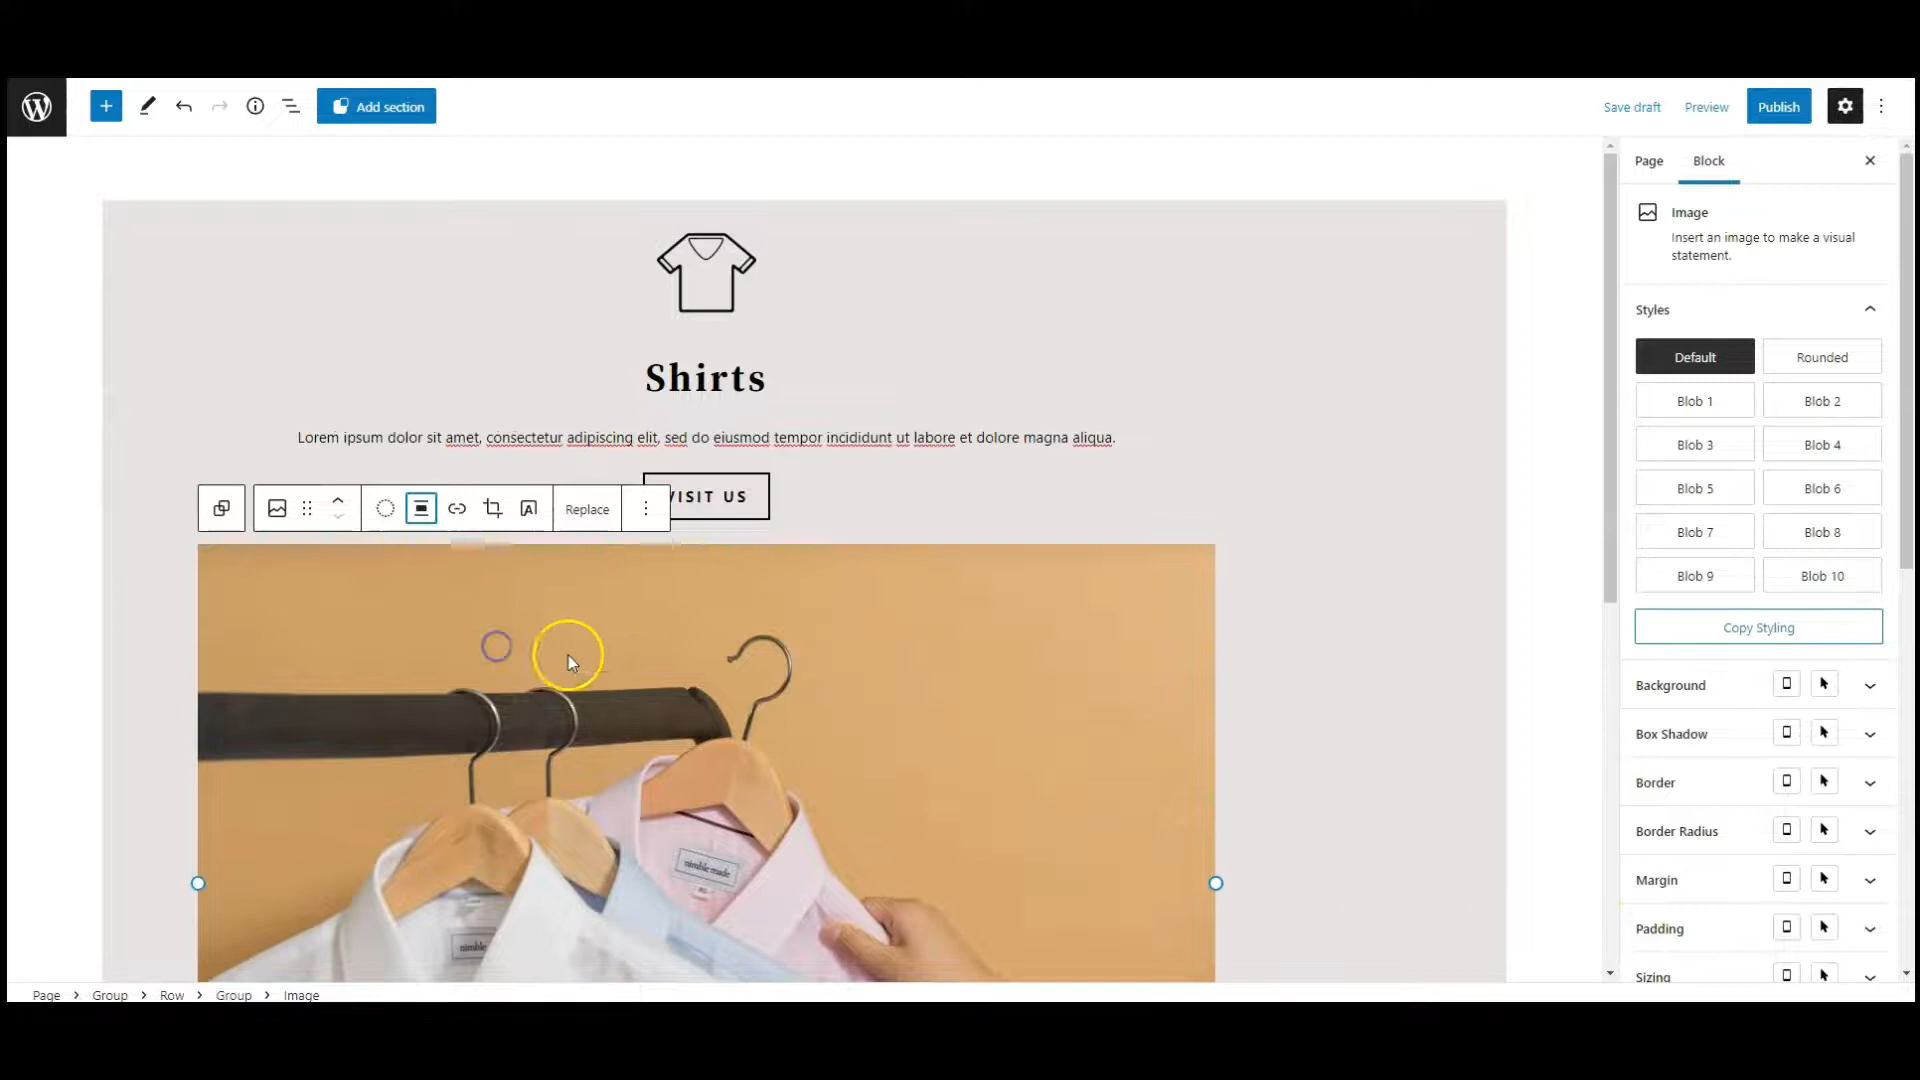 Add section
Save draft
Preview
Publish
Page
Block
Image
Insert an image to make a visual
statement.
Styles
Default
Rounded
Blob 1
Blob 2
Blob 3
Blob 4
Blob 5
Blob 6
Blob 7
Blob 8
Blob 9
Blob 10
Copy Styling
Background
Box Shadow
Border
Border Radius
Margin
Padding
Sizing
Shirts
Lorem ipsum dolor sit amet, consectetur adipiscing elit, sed do eiusmod tempor incididunt ut labore et dolore magna aliqua.
VISIT US
Replace
nimble made
nimble
Page > Group > Row > Group > Image